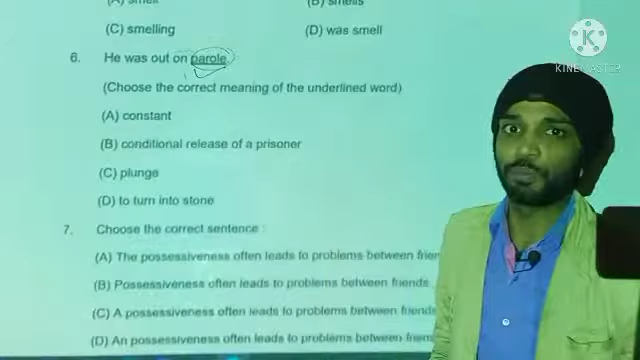 (A) smell
(B) smells
(C) smelling
(D) was smell
6. He was out on parole
(Choose the correct meaning of the underlined word)
(A) constant
(B) conditional release of a prisoner
(C) plunge
(D) to turn into stone
7. Choose the correct sentence :
(A) The possessiveness often leads to problems between
(B) Possessiveness often leads to problems between friends.
(C) A possessiveness often leads to problems between friends
(D) An possessiveness often leads to problems between
KINEMASTER